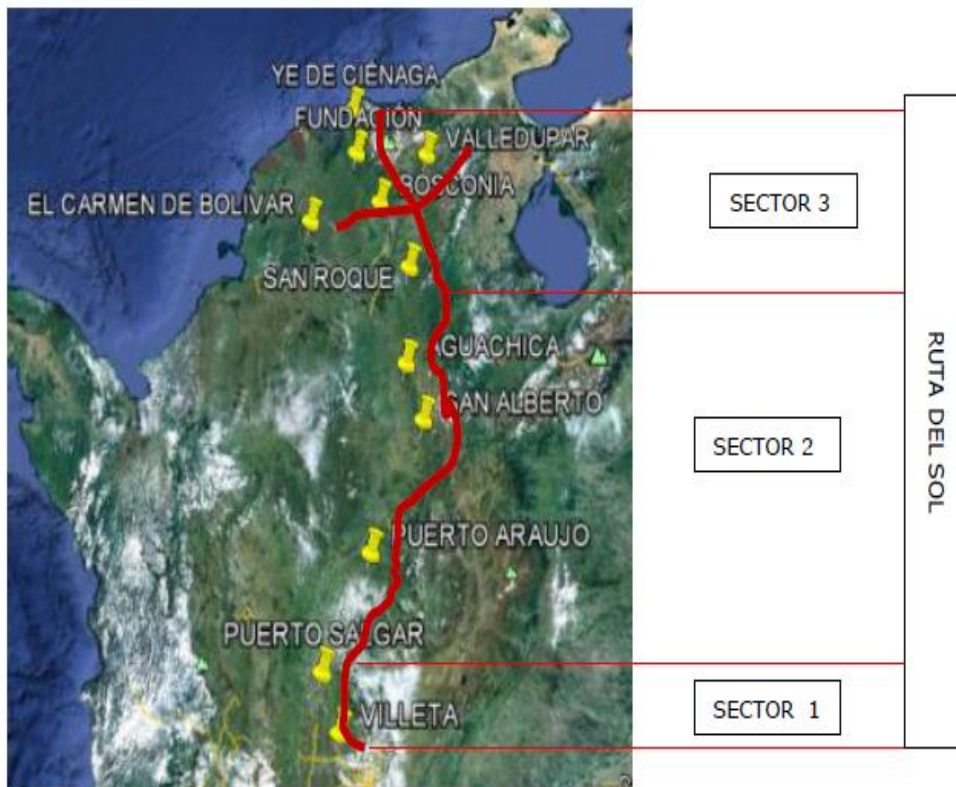 YE DE CIÉNAGA
FUNDACIÓN
VALLEDUPAR
BOSCONIA
EL CARMEN DE BOLÍVAR
SAN ROQUE
AGUACHICA
SAN ALBERTO
PUERTO ARAUJO
PUERTO SALGAR
VILLETA
SECTOR 3
SECTOR 2
SECTOR 1
RUTA DEL SOL